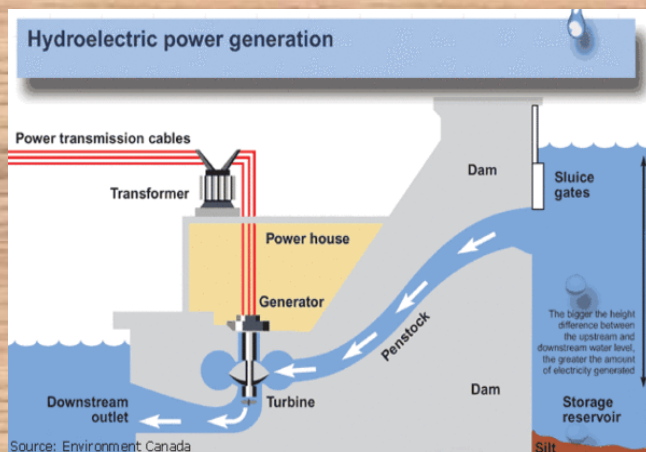 Hydroelectric power generation
Power transmission cables
Transformer
Dam
Sluice
gates
Power house
Generator
Penstock
The bigger the height
difference between
the upstream and
downstream water level,
the greater the amount
of electricity generated
Downstream
outlet
Turbine
Dam
Storage
reservoir
Source: Environment Canada
Silt